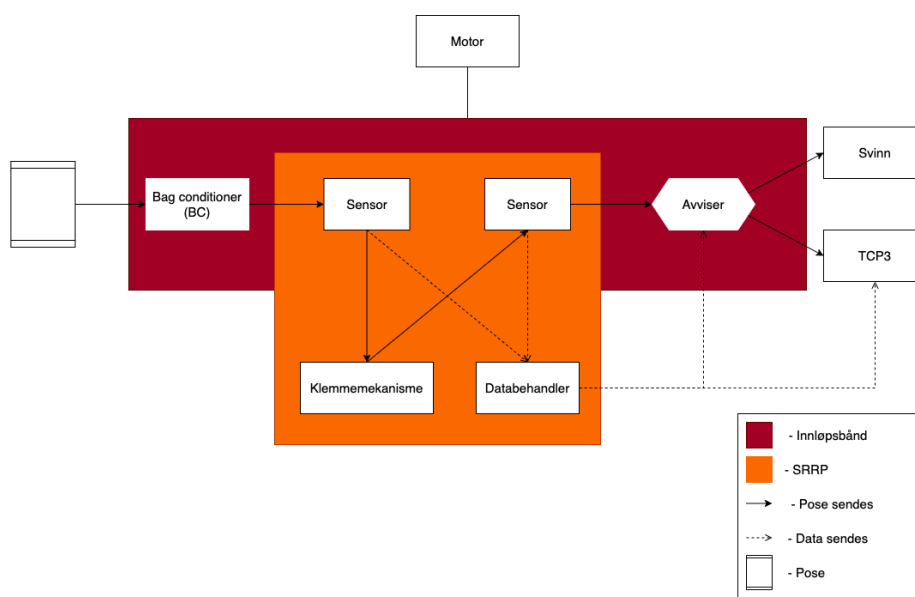 Motor
Bag conditioner
(BC)
Sensor
Sensor
Avviser
Svinn
TCP3
Klemmemekanisme
Databehandler
- Innløpsbånd
- SRRP
- Pose sendes
- Data sendes
- Pose